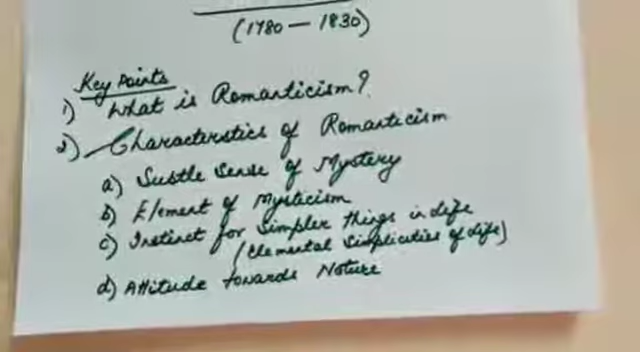 (1780 — 1830)
Key Points
1) What is Romanticism?
2) Characterstics of Romanticism
a) Subtle Sense of Mystery
b) Element of Mysticism
c) Instinct for Simpler things in life
(Elemental Simplicities of life)
d) Attitude towards Nature